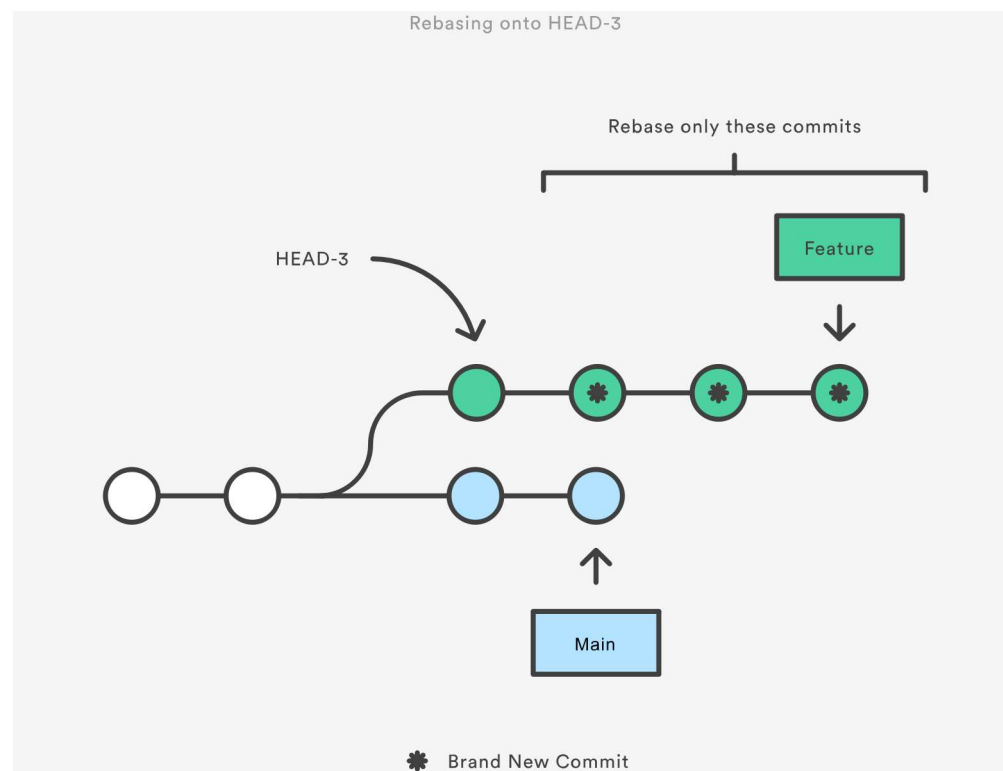 Rebasing onto HEAD-3
Rebase only these commits
Feature
HEAD-3
Main
Brand New Commit